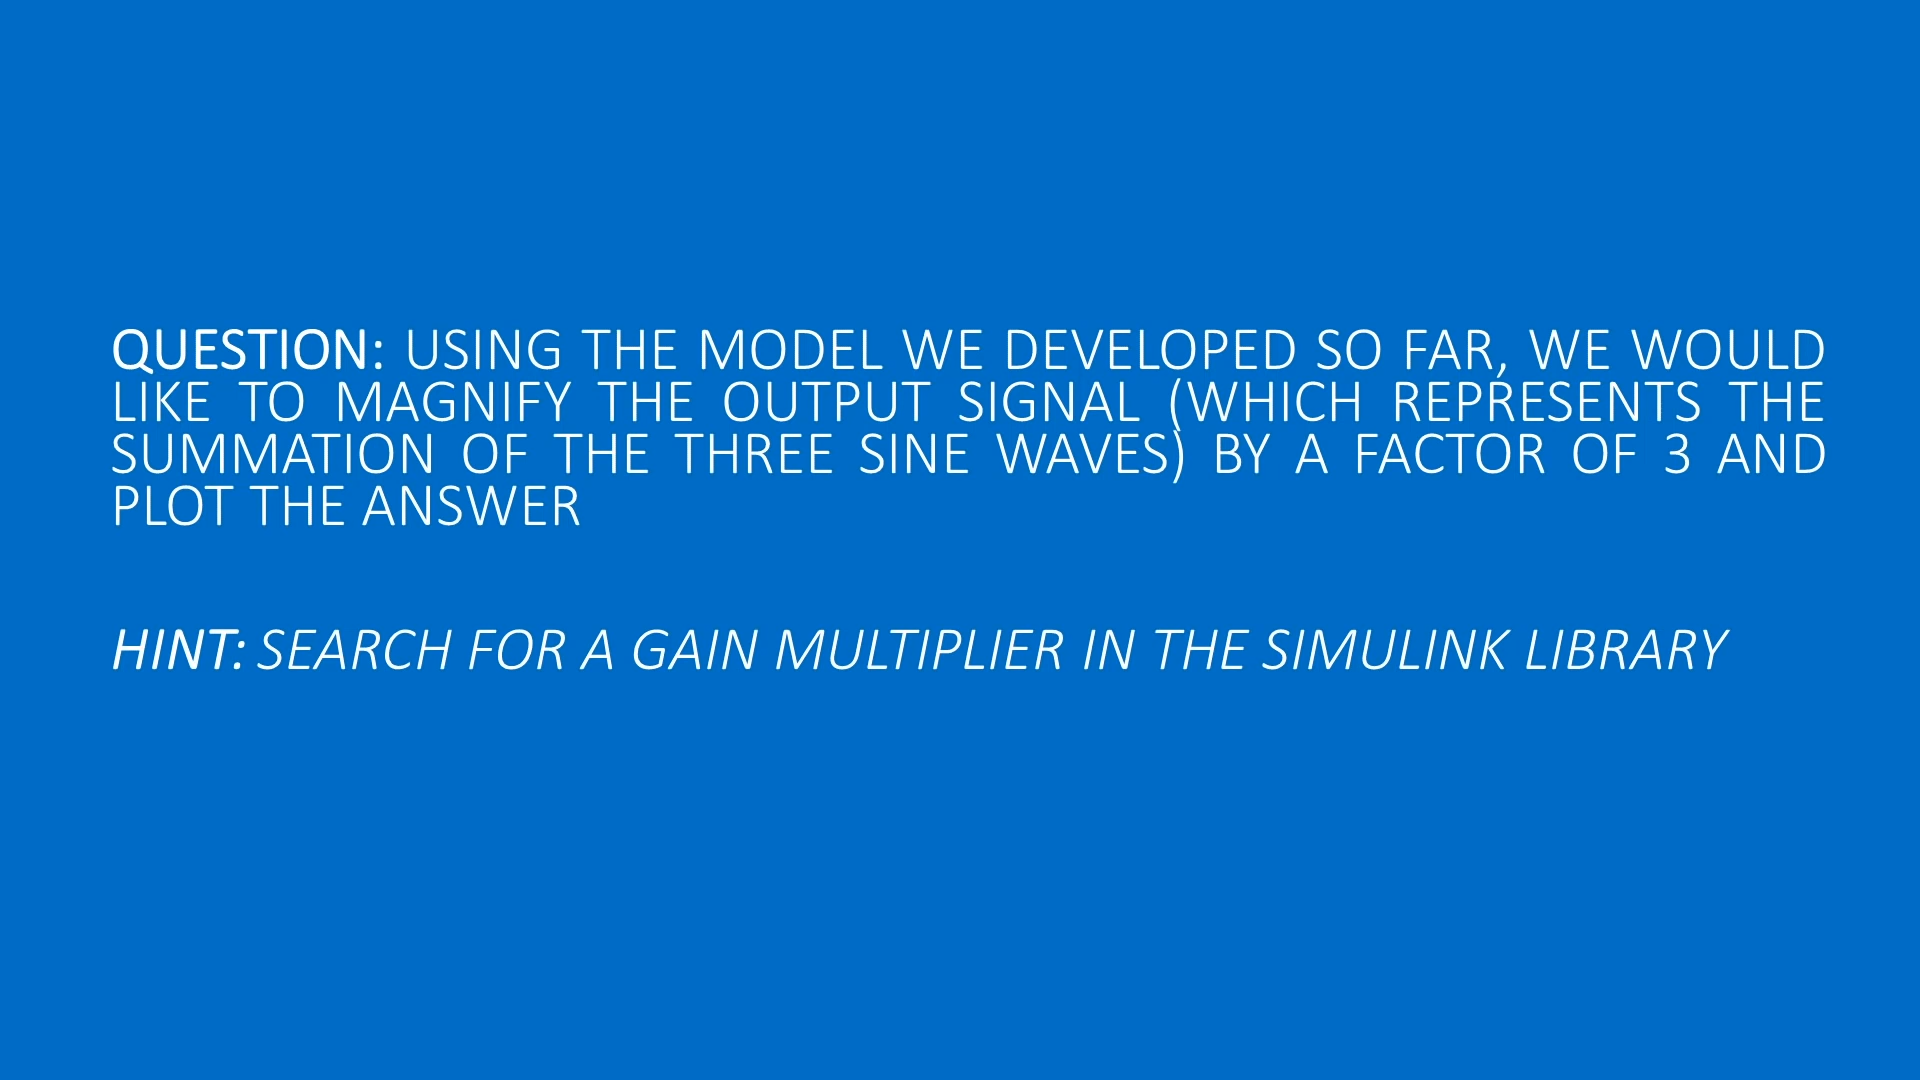 QUESTION: USING THE MODEL WE DEVELOPED SO FAR, WE WOULD
LIKE TO MAGNIFY THE OUTPUT SIGNAL (WHICH REPRESENTS THE
SUMMATION OF THE THREE SINE WAVES) BY A FACTOR OF 3 AND
PLOT THE ANSWER
HINT: SEARCH FOR A GAIN MULTIPLIER IN THE SIMULINK LIBRARY